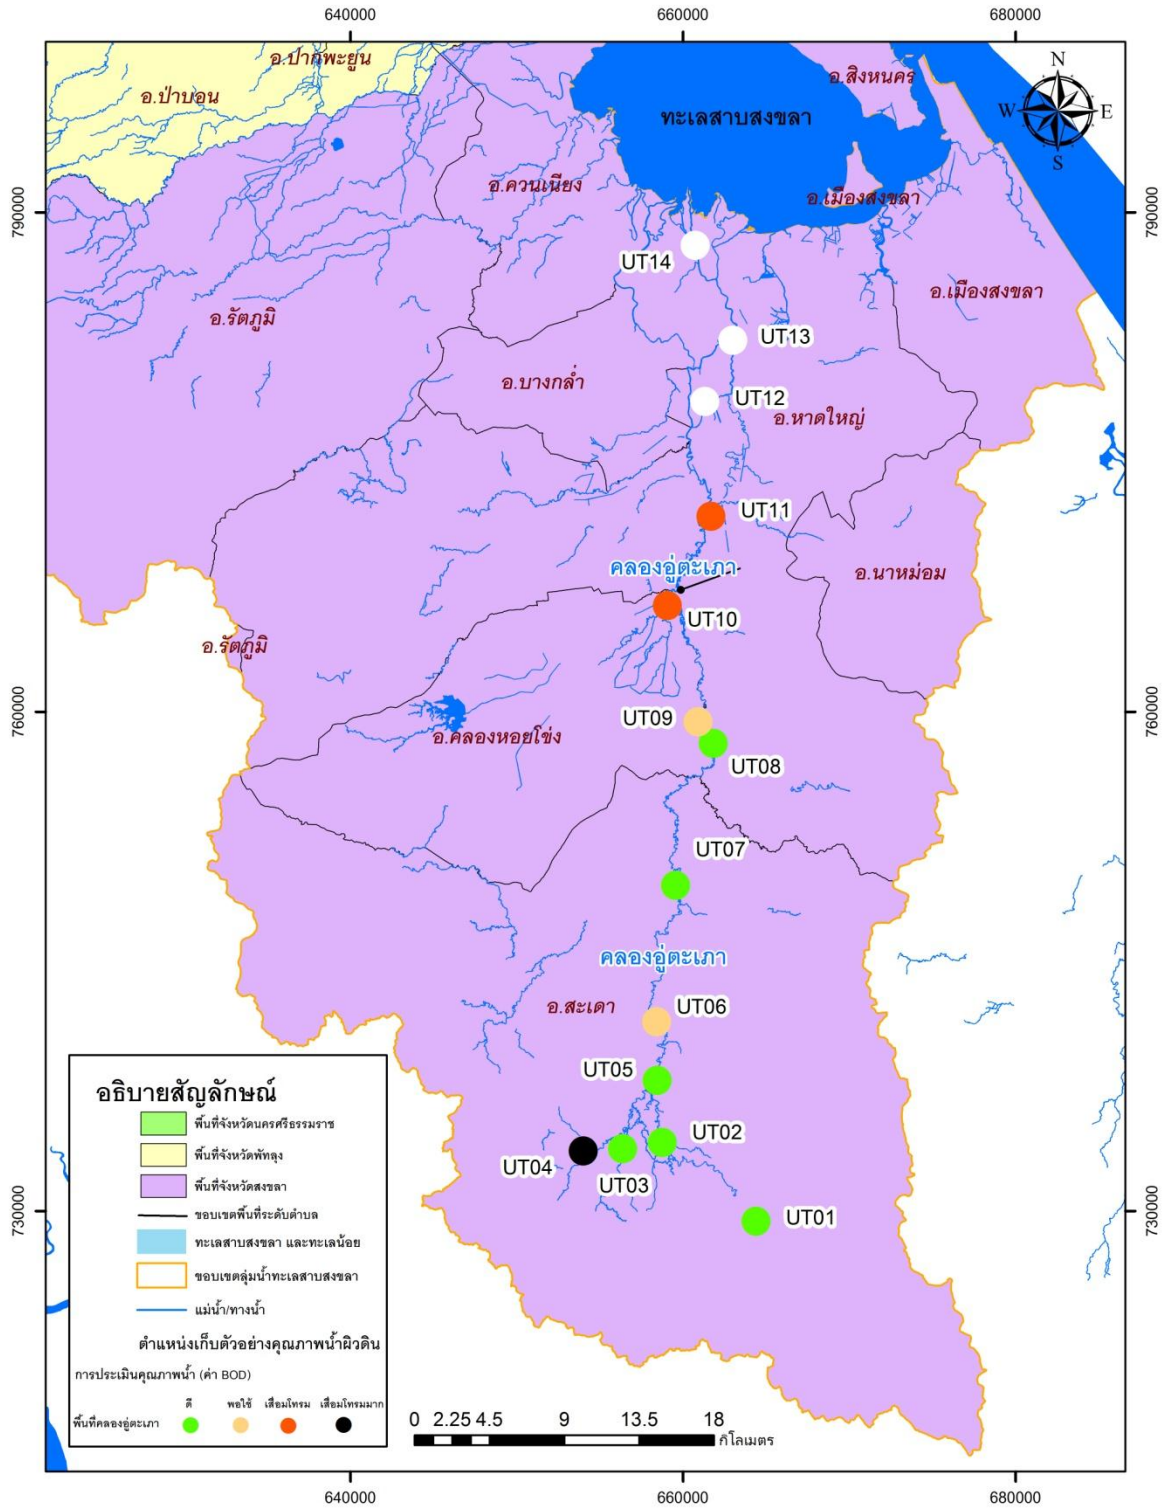 640000 660000 680000
อ.ปากพะยูน
อ.ป่าบอน
อ.สิงหนคร
ทะเลสาบสงขลา
N
W E
S
อ.ควนเนียง
อ.เมืองสงขลา
790000 790000
UT14
อ.เมืองสงขลา
อ.รัตภูมิ
UT13
อ.บางกล่ำ
UT12
อ.หาดใหญ่
UT11
คลองอู่ตะเภา
อ.นาหม่อม
UT10
อ.รัตภูมิ
760000 760000
UT09
อ.คลองหอยโข่ง
UT08
UT07
คลองอู่ตะเภา
อ.สะเดา
UT06
UT05
UT02
UT04
UT03
730000 730000
UT01
อธิบายสัญลักษณ์
พื้นที่จังหวัดนครศรีธรรมราช
พื้นที่จังหวัดพัทลุง
พื้นที่จังหวัดสงขลา
ขอบเขตพื้นที่ระดับตำบล
ทะเลสาบสงขลา และทะเลน้อย
ขอบเขตลุ่มน้ำทะเลสาบสงขลา
แม่น้ำ/ทางน้ำ
ตำแหน่งเก็บตัวอย่างคุณภาพน้ำผิวดิน
การประเมินคุณภาพน้ำ (ค่า BOD)
ดี พอใช้ เสื่อมโทรม เสื่อมโทรมมาก
พื้นที่คลองอู่ตะเภา
0 2.25 4.5 9 13.5 18
กิโลเมตร
640000 660000 680000